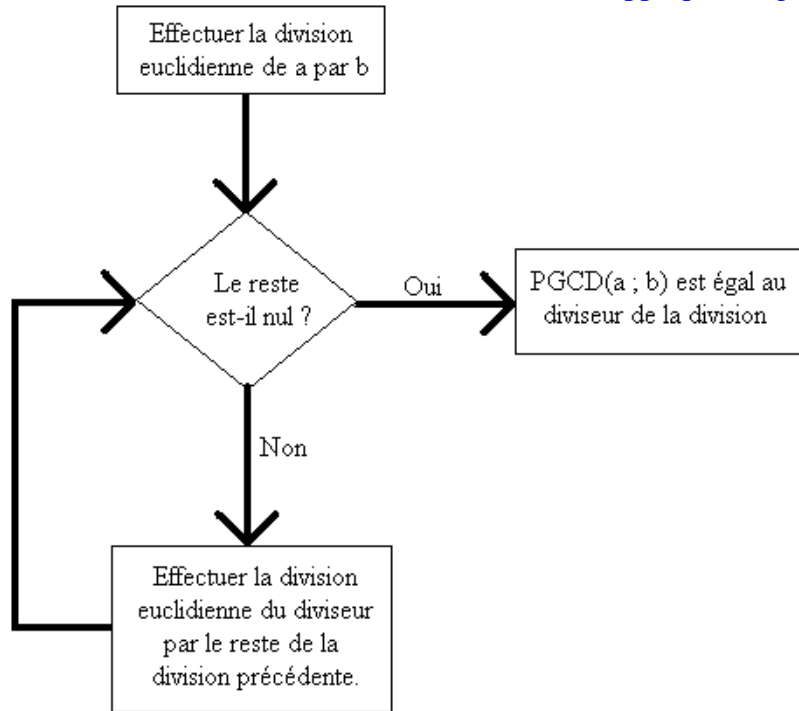 Effectuer la division
euclidienne de a par b
Le reste
est-il nul ?
Oui
PGCD(a ; b) est égal au
diviseur de la division
Non
Effectuer la division
euclidienne du diviseur
par le reste de la
division précédente.